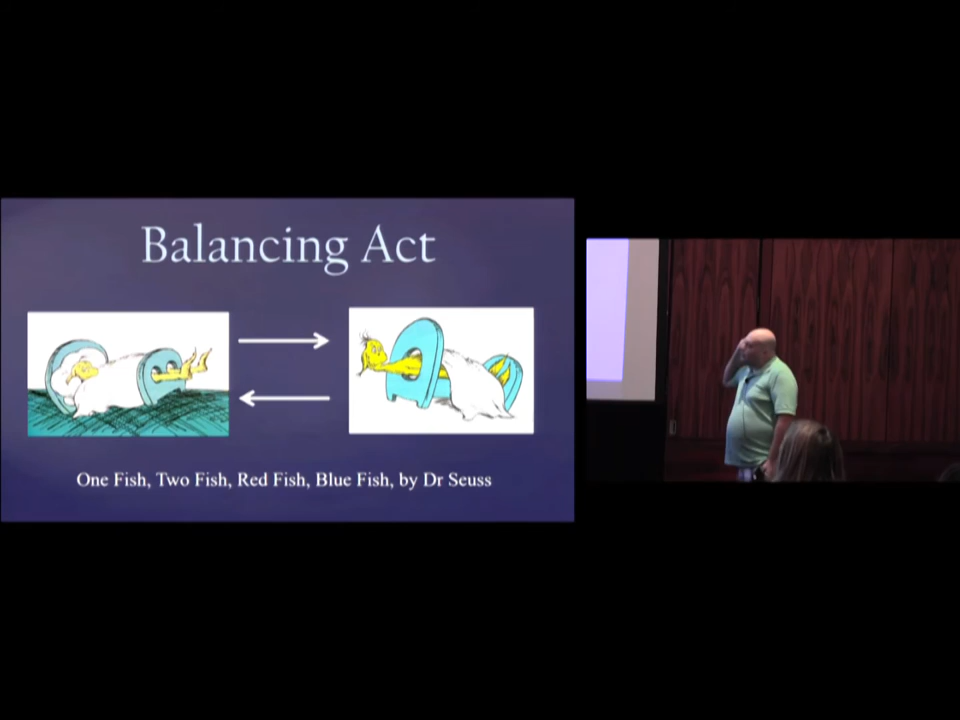 Balancing Act
One Fish, Two Fish, Red Fish, Blue Fish, by Dr Seuss